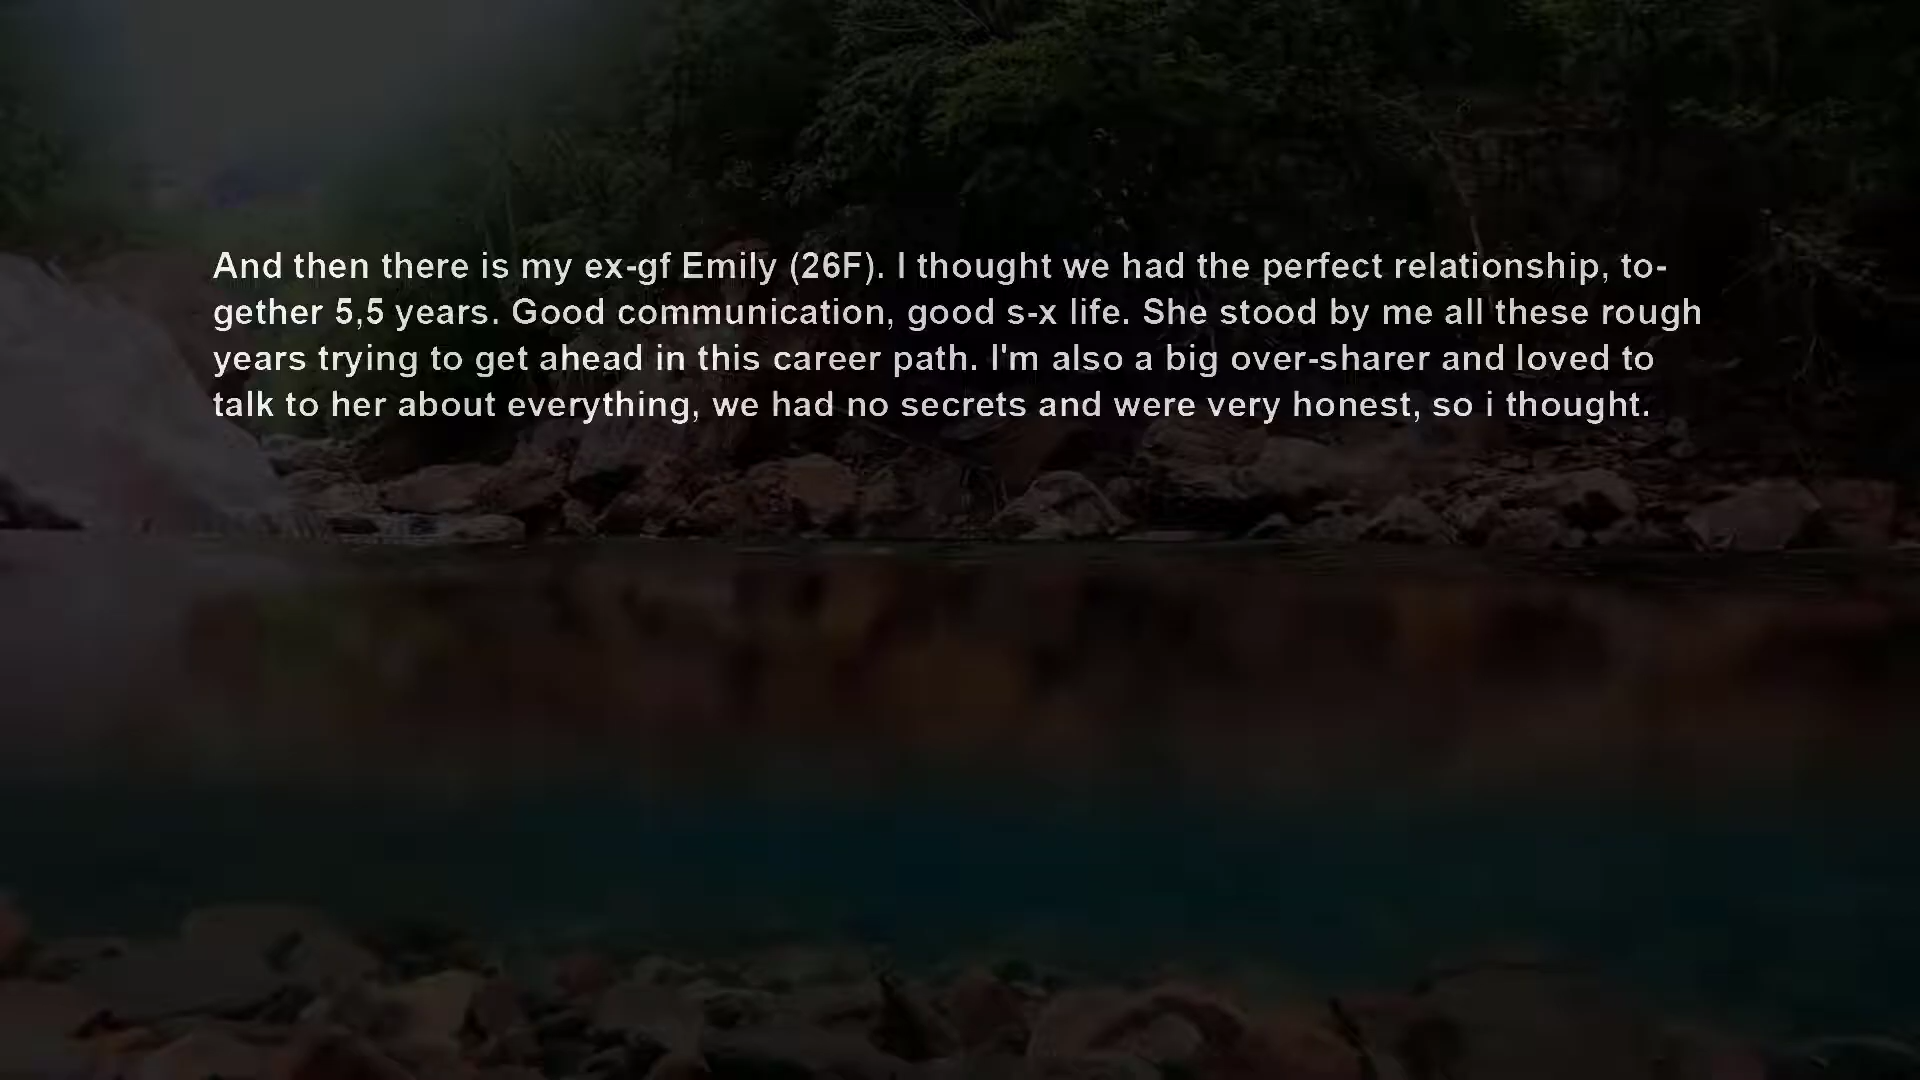 And then there is my ex-gf Emily (26F). I thought we had the perfect relationship, to-
gether 5,5 years. Good communication, good s-x life. She stood by me all these rough
years trying to get ahead in this career path. I'm also a big over-sharer and loved to
talk to her about everything, we had no secrets and were very honest, so i thought.